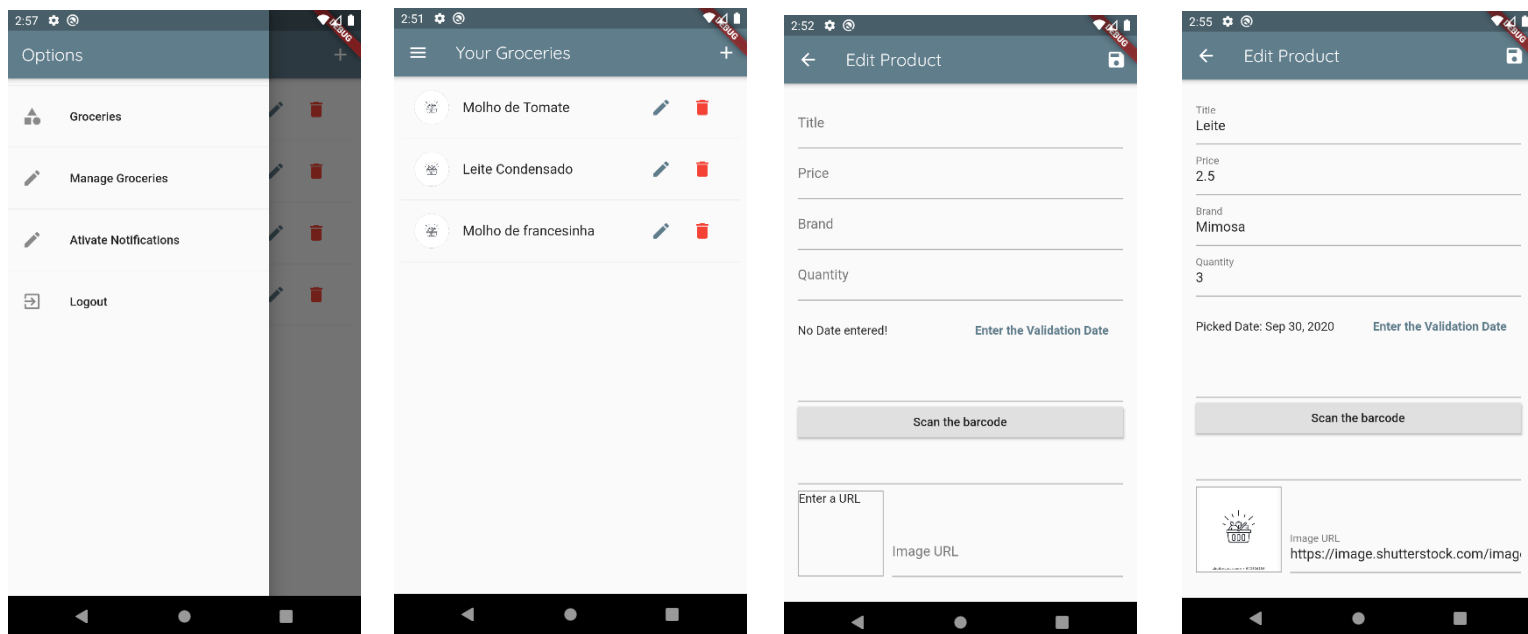 2:57
DEBUG
Options
Groceries
Manage Groceries
Ativate Notifications
Logout
2:51
DEBUG
Your Groceries
Molho de Tomate
Leite Condensado
Molho de francesinha
2:52
DEBUG
Edit Product
Title
Price
Brand
Quantity
No Date entered! Enter the Validation Date
Scan the barcode
Enter a URL
Image URL
2:55
DEBUG
Edit Product
Title
Leite
Price
2.5
Brand
Mimosa
Quantity
3
Picked Date: Sep 30, 2020 Enter the Validation Date
Scan the barcode
Image URL
https://image.shutterstock.com/imag